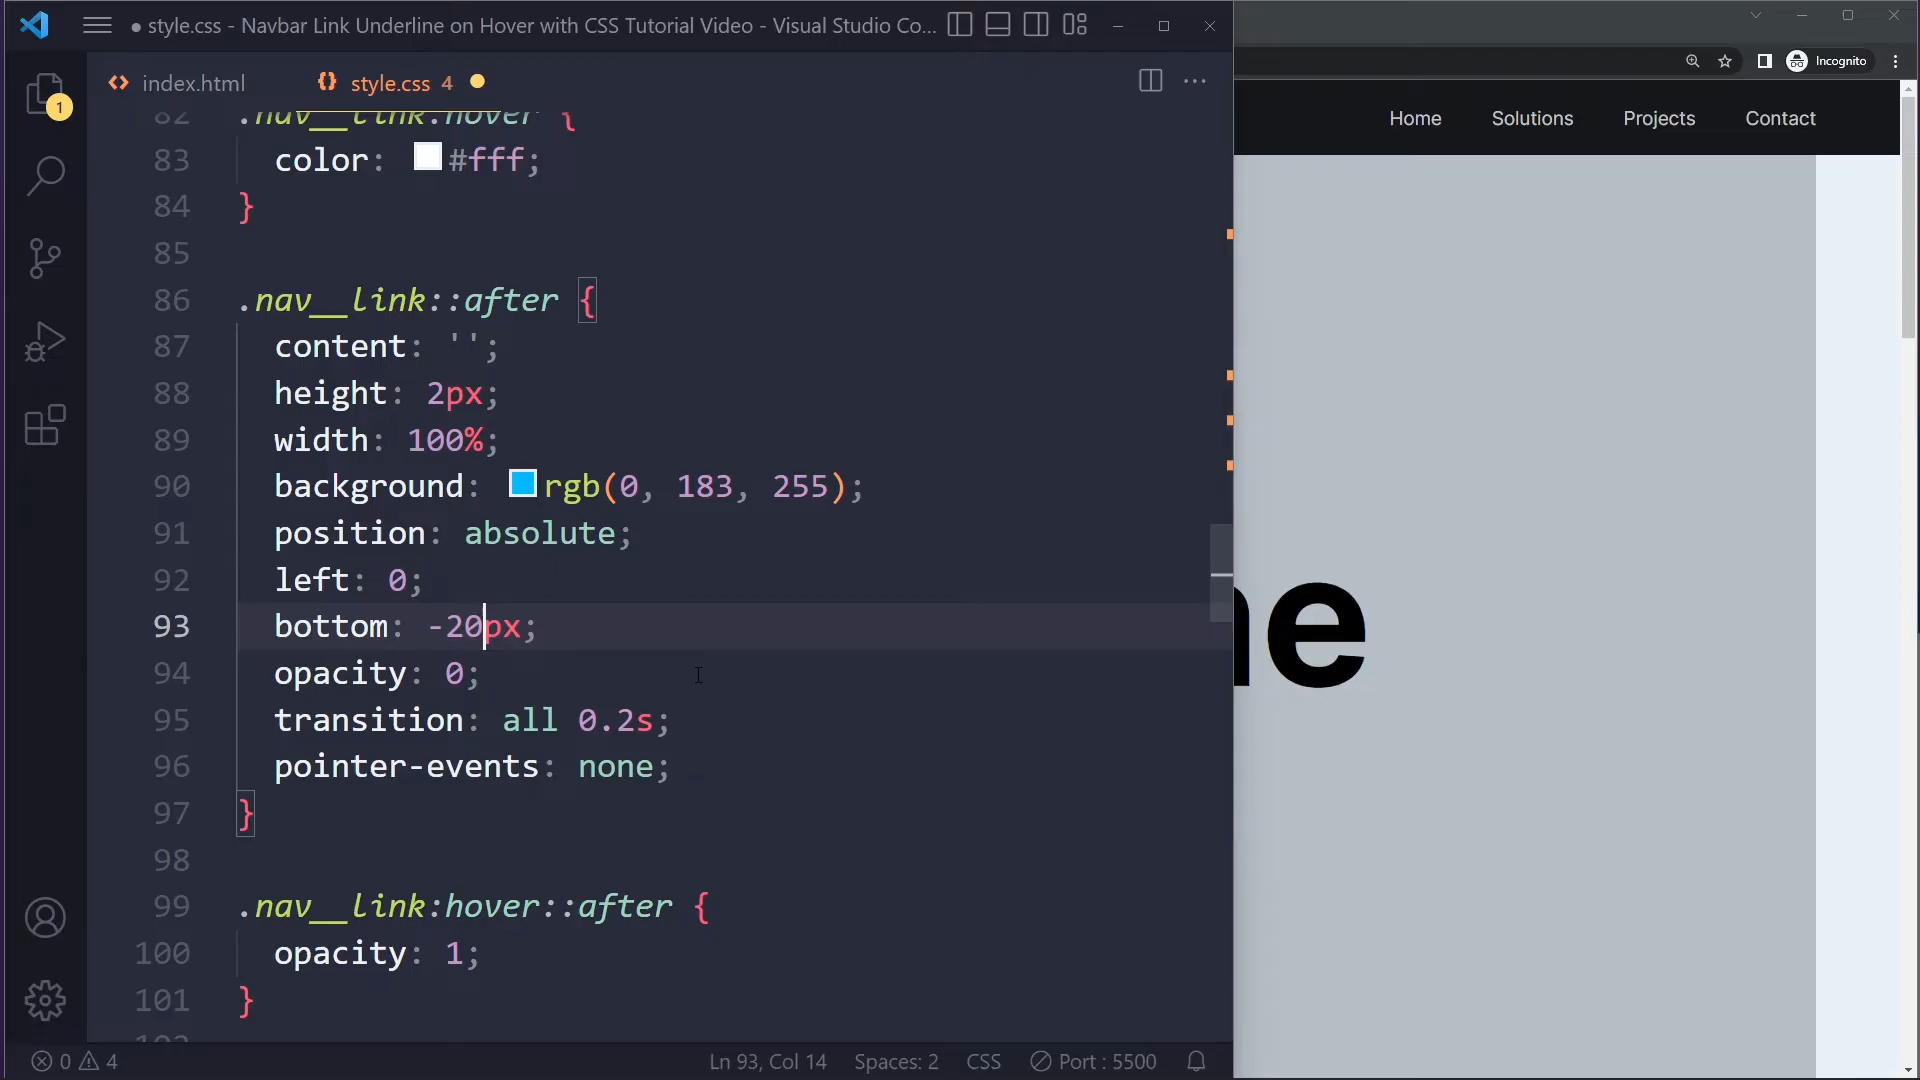 ● style.css - Navbar Link Underline on Hover with CSS Tutorial Video - Visual Studio Co...
Incognito
1
index.html
style.css 4
Home Solutions Projects Contact
82 .nav__link:hover {
83 color: #fff;
84 }
85
86 .nav__link::after {
87 content: '';
88 height: 2px;
89 width: 100%;
90 background: rgb(0, 183, 255);
91 position: absolute;
92 left: 0;
93 bottom: -20px;
94 opacity: 0;
95 transition: all 0.2s;
96 pointer-events: none;
97 }
98
99 .nav__link:hover::after {
100 opacity: 1;
101 }
e
0 4
Ln 93, Col 14 Spaces: 2 CSS Port : 5500